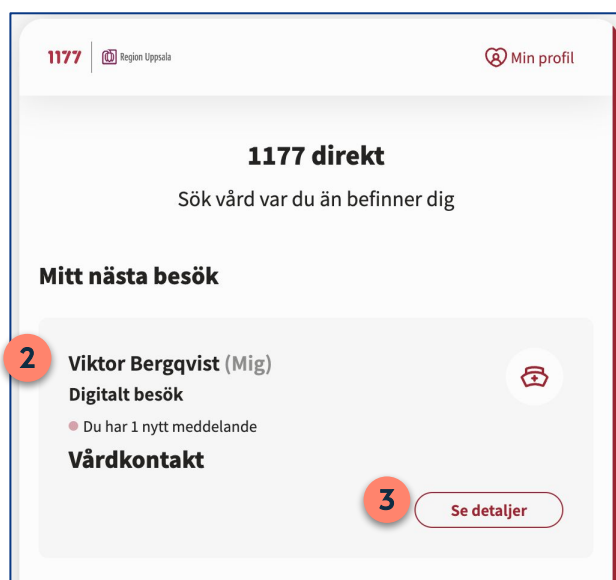 1177 Region Uppsala Min profil
1177 direkt
Sök vård var du än befinner dig
Mitt nästa besök
2
Viktor Bergqvist (Mig)
Digitalt besök
Du har 1 nytt meddelande
Vårdkontakt
3 Se detaljer